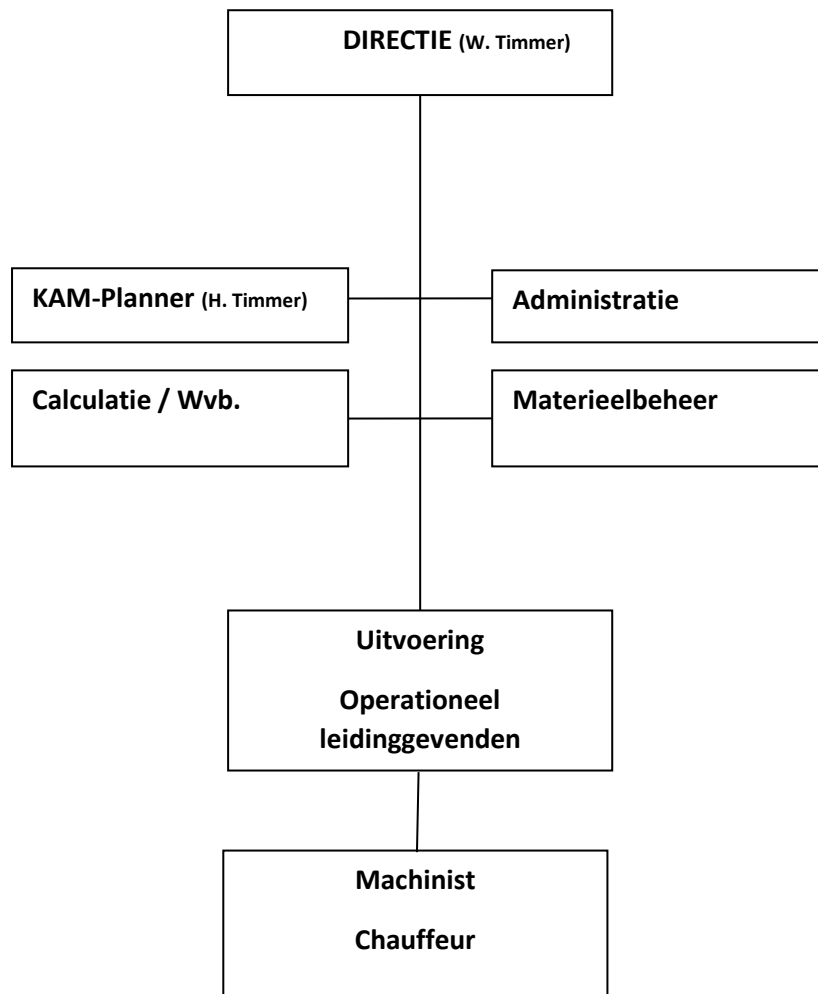 DIRECTIE (W. Timmer)
KAM-Planner (H. Timmer)
Administratie
Calculatie / Wvb.
Materieelbeheer
Uitvoering
Operationeel
leidinggevenden
Machinist
Chauffeur